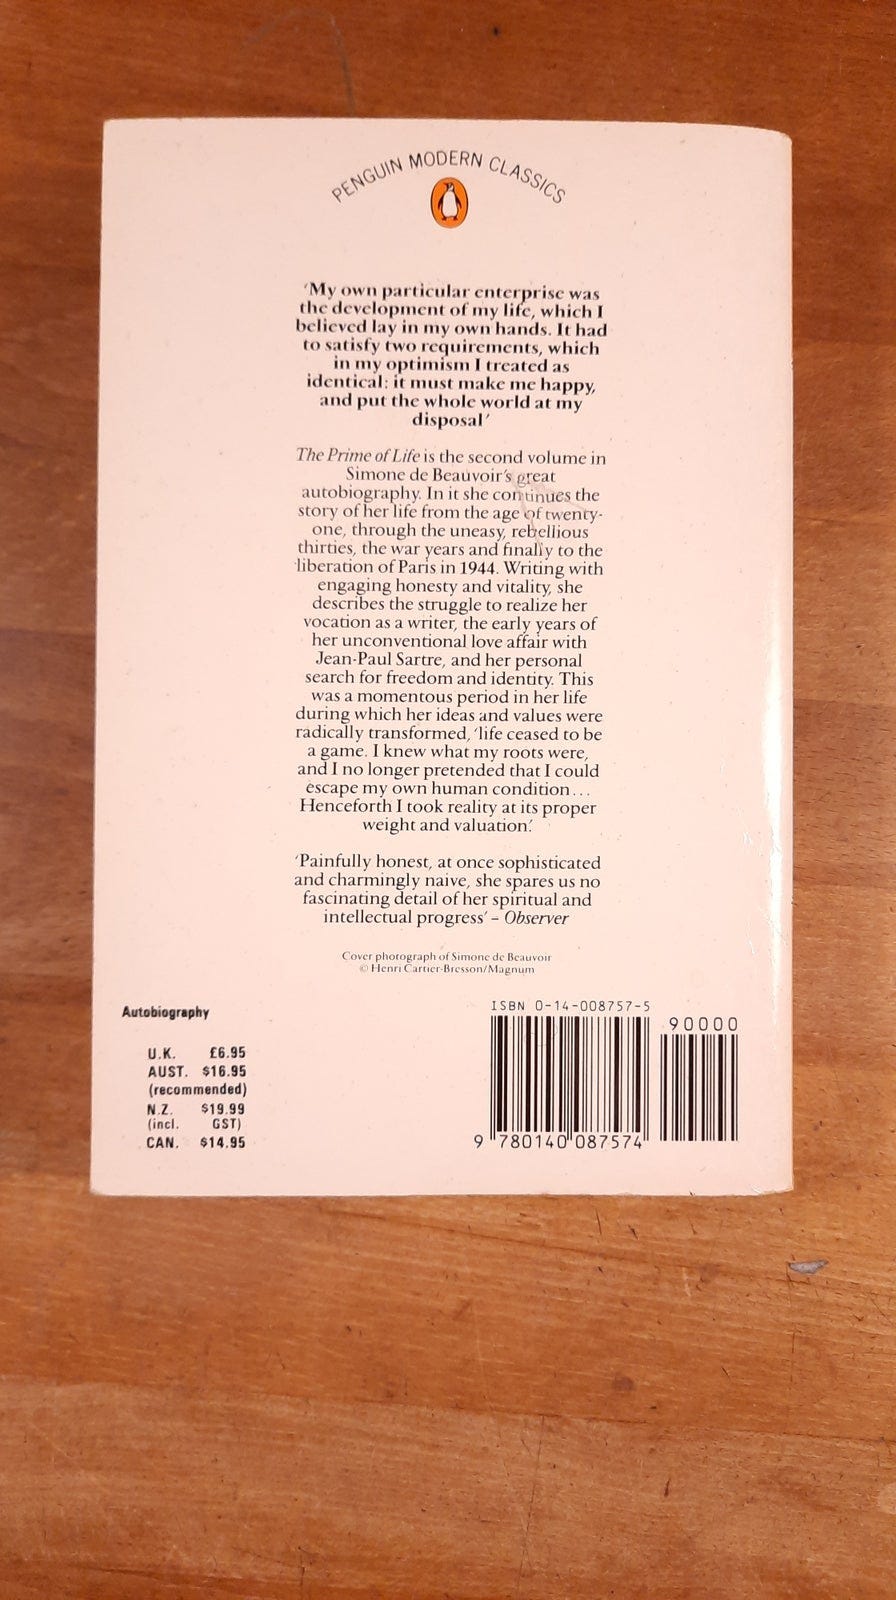 PENGUIN MODERN CLASSICS
'My own particular enterprise was
the development of my life, which I
believed lay in my own hands. It had
to satisfy two requirements, which
in my optimism I treated as
identical: it must make me happy,
and put the whole world at my
disposal'
The Prime of Life is the second volume in
Simone de Beauvoir's great
autobiography. In it she continues the
story of her life from the age of twenty-
one, through the uneasy, rebellious
thirties, the war years and finally to the
liberation of Paris in 1944. Writing with
engaging honesty and vitality, she
describes the struggle to realize her
vocation as a writer, the early years of
her unconventional love affair with
Jean-Paul Sartre, and her personal
search for freedom and identity. This
was a momentous period in her life
during which her ideas and values were
radically transformed, 'life ceased to be
a game. I knew what my roots were,
and I no longer pretended that I could
escape my own human condition...
Henceforth I took reality at its proper
weight and valuation.'
'Painfully honest, at once sophisticated
and charmingly naive, she spares us no
fascinating detail of her spiritual and
intellectual progress' – Observer
Cover photograph of Simone de Beauvoir
© Henri Cartier-Bresson/Magnum
Autobiography
U.K. £6.95
AUST. $16.95
(recommended)
N.Z. $19.99
(incl. GST)
CAN. $14.95
ISBN 0-14-008757-5
90000
9 780140 087574